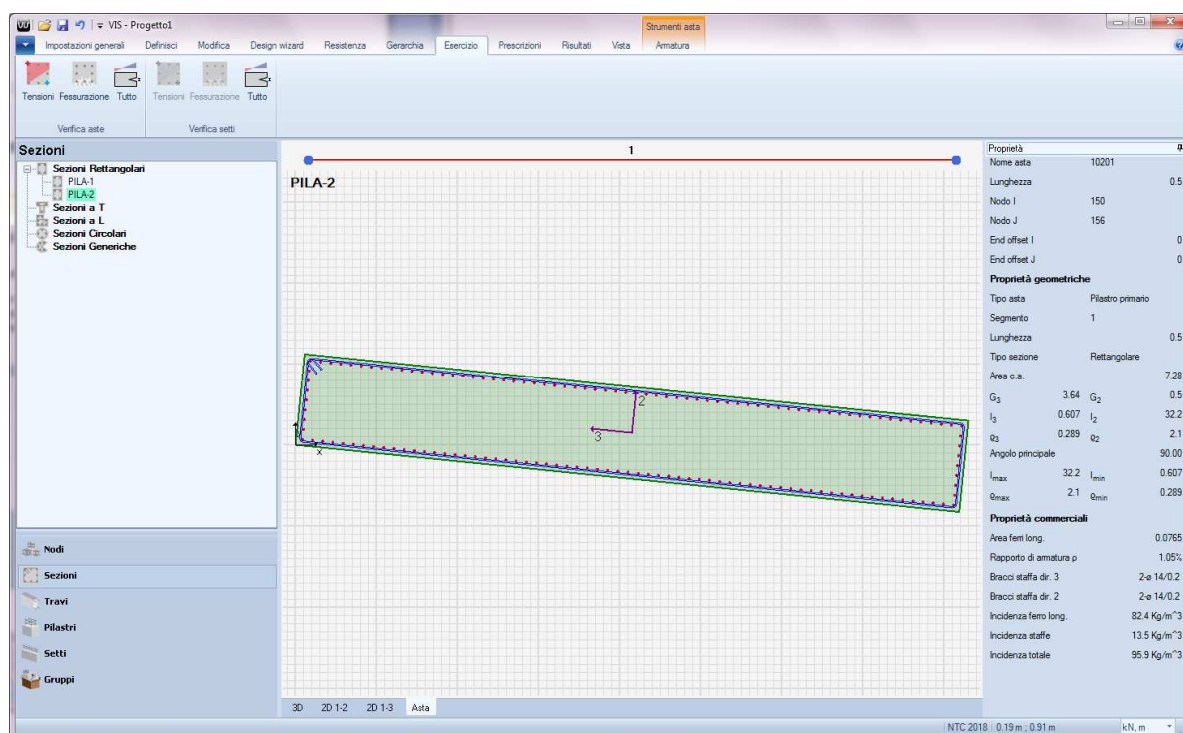 VIS - Progetto1
Strumenti asta
Impostazioni generali Definisci Modifica Design wizard Resistenza Gerarchia Esercizio Prescrizioni Risultati Vista Armatura
Tensioni Fessurazione Tutto Tensioni Fessurazione Tutto
Verifica aste Verifica setti
Sezioni
Sezioni Rettangolari
PILA-1
PILA-2
Sezioni a T
Sezioni a L
Sezioni Circolari
Sezioni Generiche
Nodi
Sezioni
Travi
Pilastri
Setti
Gruppi
1
PILA-2
2
3
x
3D 2D 1-2 2D 1-3 Asta
Proprietà
Nome asta 10201
Lunghezza 0.5
Nodo I 150
Nodo J 156
End offset I 0
End offset J 0
Proprietà geometriche
Tipo asta Pilastro primario
Segmento 1
Lunghezza 0.5
Tipo sezione Rettangolare
Area c.a. 7.28
G3 3.64 G2 0.5
I3 0.607 I2 32.2
ϱ3 0.289 ϱ2 2.1
Angolo principale 90.00
Imax 32.2 Imin 0.607
ϱmax 2.1 ϱmin 0.289
Proprietà commerciali
Area ferri long. 0.0765
Rapporto di armatura ρ 1.05%
Bracci staffa dir. 3 2-ø 14/0.2
Bracci staffa dir. 2 2-ø 14/0.2
Incidenza ferro long. 82.4 Kg/m^3
Incidenza staffe 13.5 Kg/m^3
Incidenza totale 95.9 Kg/m^3
NTC 2018 0.19 m ; 0.91 m kN, m